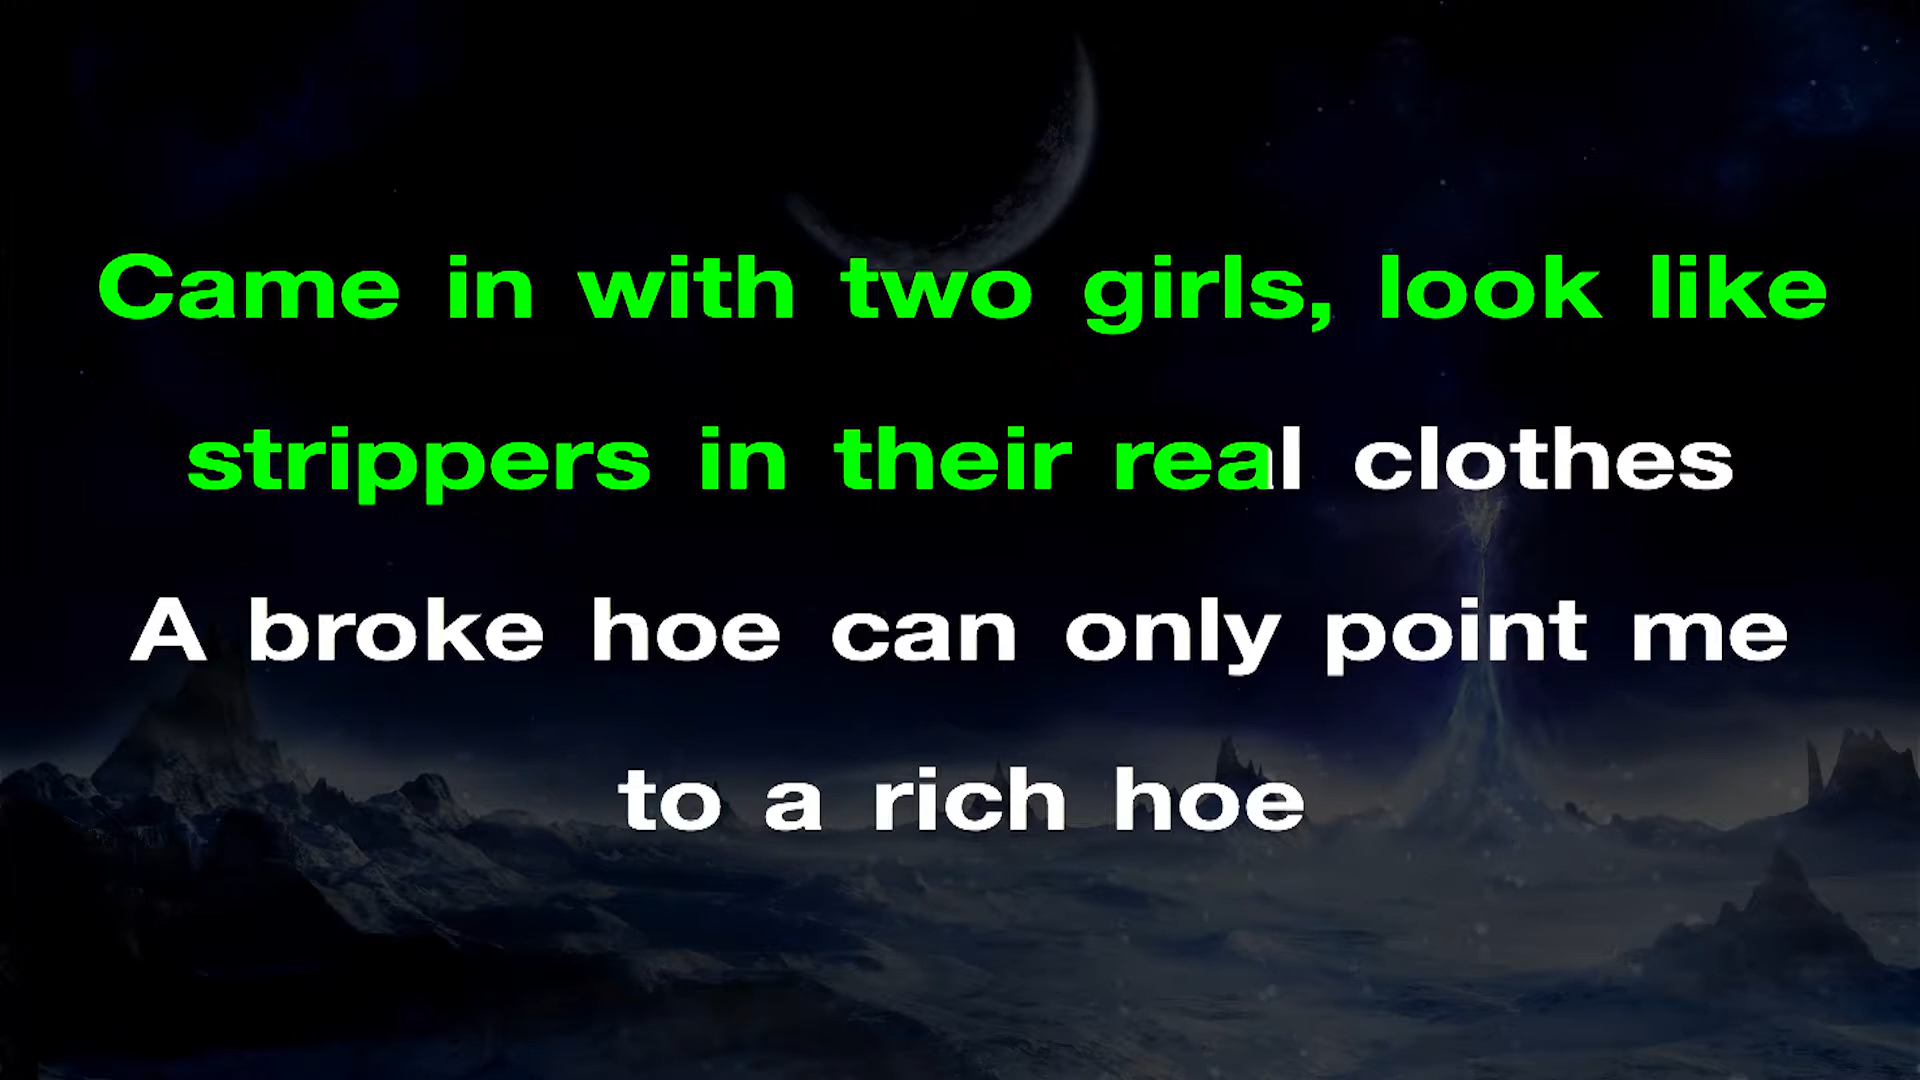 Came in with two girls, look like
strippers in their real clothes
A broke hoe can only point me
to a rich hoe